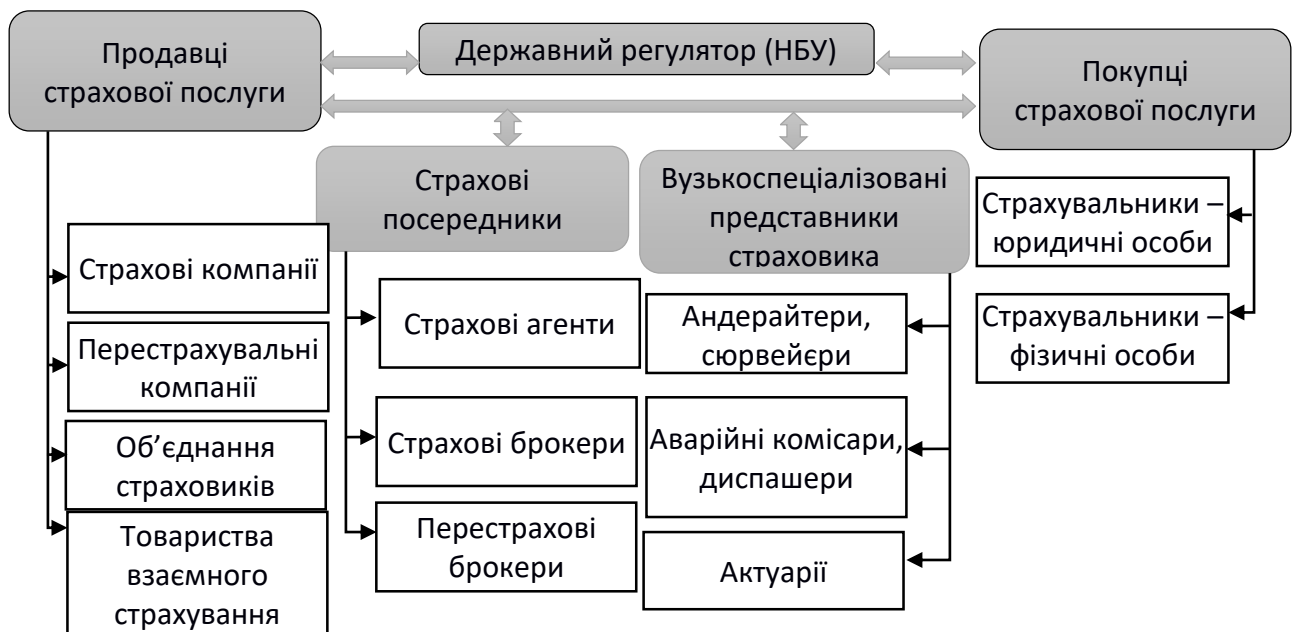 Продавці
страхової послуги
Державний регулятор (НБУ)
Покупці
страхової послуги
Страхові
посередники
Вузькоспеціалізовані
представники
страховика
Страхові компанії
Перестрахувальні
компанії
Об’єднання
страховиків
Товариства
взаємного
страхування
Страхові агенти
Страхові брокери
Перестрахові
брокери
Андерайтери,
сюрвейєри
Аварійні комісари,
диспашери
Актуарії
Страхувальники –
юридичні особи
Страхувальники –
фізичні особи